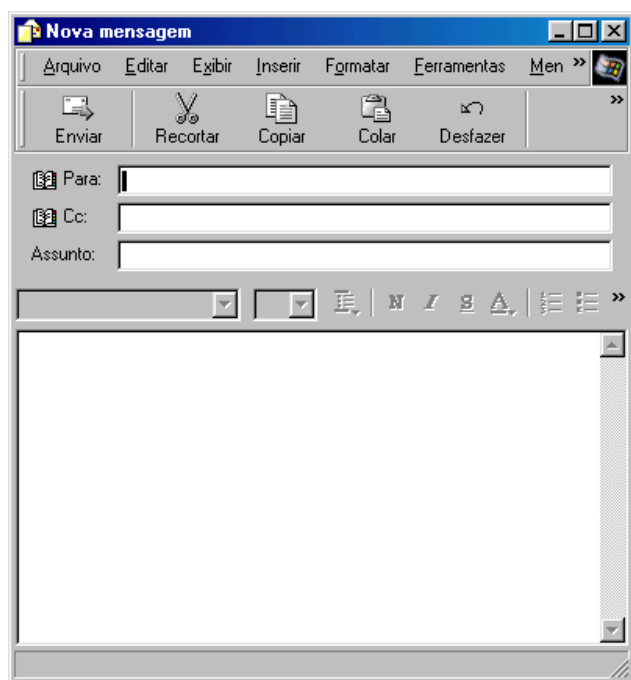 Nova mensagem
Arquivo Editar Exibir Inserir Formatar Ferramentas Men »
Enviar Recortar Copiar Colar Desfazer »
Para:
Cc:
Assunto:
N I S A »